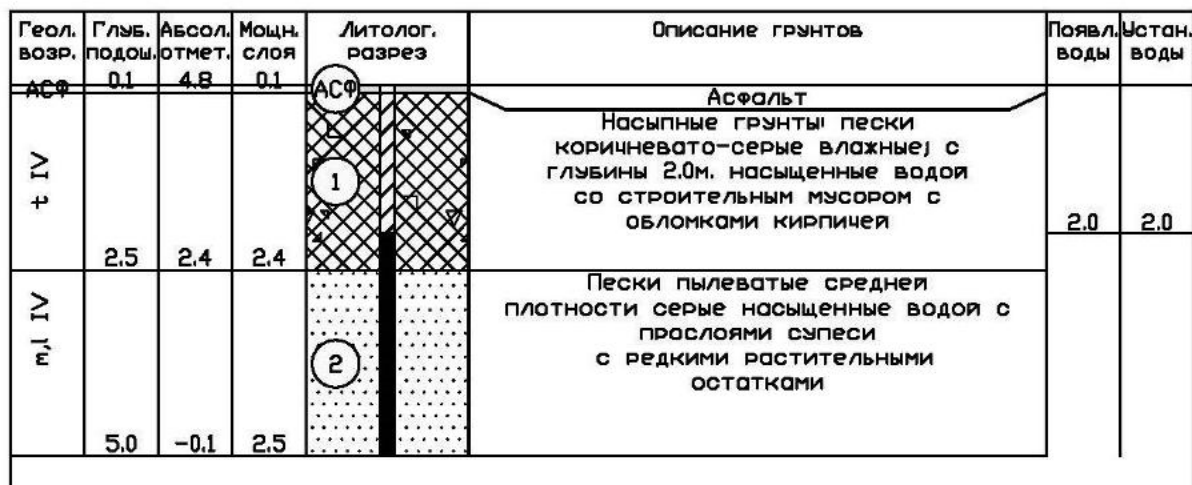 Геол. возр.
Глуб. подош.
Абсол. отмет.
Мощн. слоя
Литолог. разрез
Описание грунтов
Появл. воды
Устан. воды
АСФ 0.1 4.8 0.1 АСФ
Асфальт
t IV
1
Насыпные грунты: пески
коричневато-серые влажные; с
глубины 2.0м. насыщенные водой
со строительным мусором с
обломками кирпичей
2.0 2.0
2.5 2.4 2.4
m,l IV
2
Пески пылеватые средней
плотности серые насыщенные водой с
прослоями супеси
с редкими растительными
остатками
5.0 -0.1 2.5